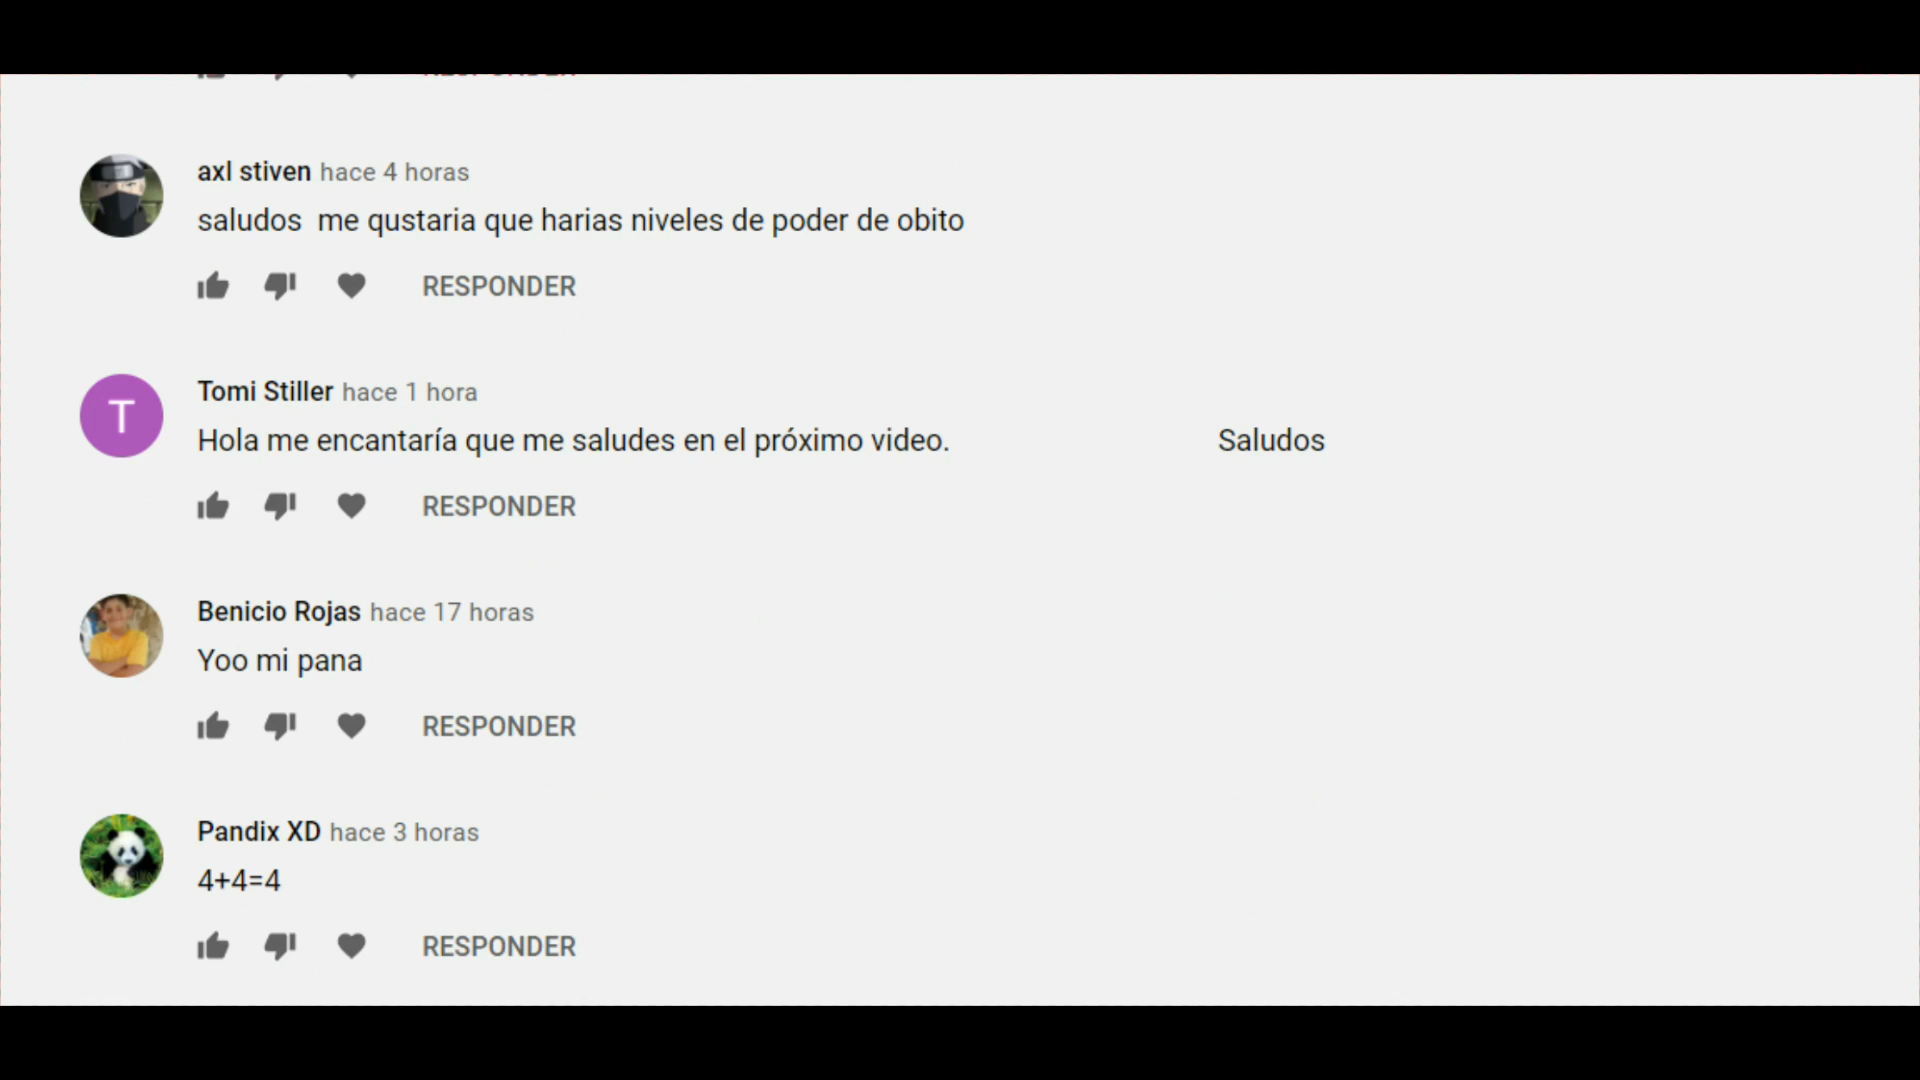 axl stiven hace 4 horas
saludos  me qustaria que harias niveles de poder de obito
RESPONDER
T
Tomi Stiller hace 1 hora
Hola me encantaría que me saludes en el próximo video. Saludos
RESPONDER
Benicio Rojas hace 17 horas
Yoo mi pana
RESPONDER
Pandix XD hace 3 horas
4+4=4
RESPONDER